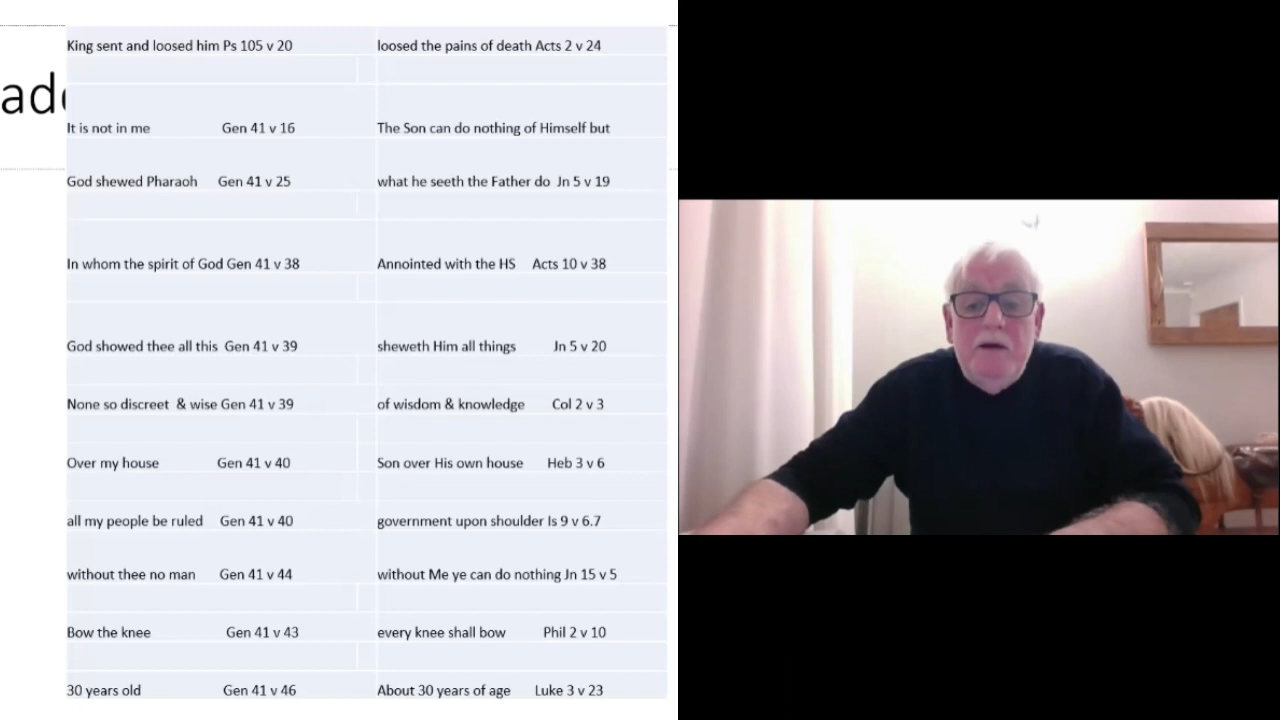 King sent and loosed him Ps 105 v 20 loosed the pains of death Acts 2 v 24
ade
It is not in me Gen 41 v 16 The Son can do nothing of Himself but
God shewed Pharaoh Gen 41 v 25 what he seeth the Father do Jn 5 v 19
In whom the spirit of God Gen 41 v 38 Annointed with the HS Acts 10 v 38
God showed thee all this Gen 41 v 39 sheweth Him all things Jn 5 v 20
None so discreet & wise Gen 41 v 39 of wisdom & knowledge Col 2 v 3
Over my house Gen 41 v 40 Son over His own house Heb 3 v 6
all my people be ruled Gen 41 v 40 government upon shoulder Is 9 v 6.7
without thee no man Gen 41 v 44 without Me ye can do nothing Jn 15 v 5
Bow the knee Gen 41 v 43 every knee shall bow Phil 2 v 10
30 years old Gen 41 v 46 About 30 years of age Luke 3 v 23